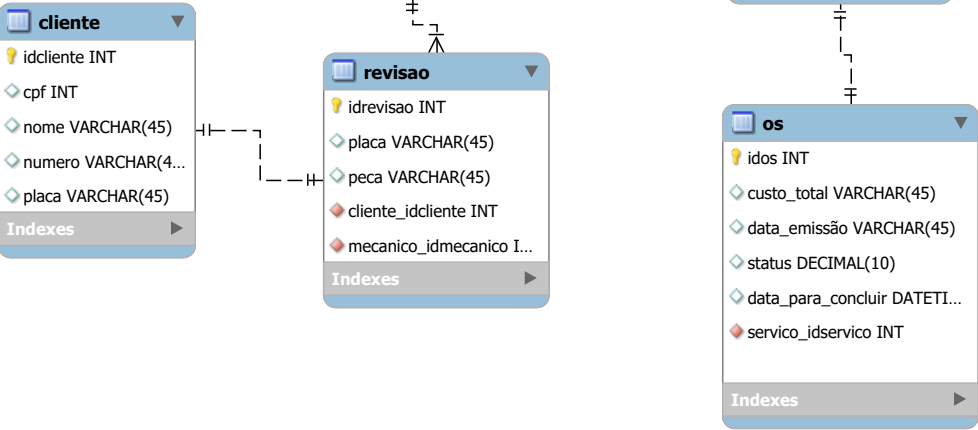 cliente
idcliente INT
cpf INT
nome VARCHAR(45)
numero VARCHAR(4...
placa VARCHAR(45)
Indexes
revisao
idrevisao INT
placa VARCHAR(45)
peca VARCHAR(45)
cliente_idcliente INT
mecanico_idmecanico I...
Indexes
os
idos INT
custo_total VARCHAR(45)
data_emissão VARCHAR(45)
status DECIMAL(10)
data_para_concluir DATETI...
servico_idservico INT
Indexes